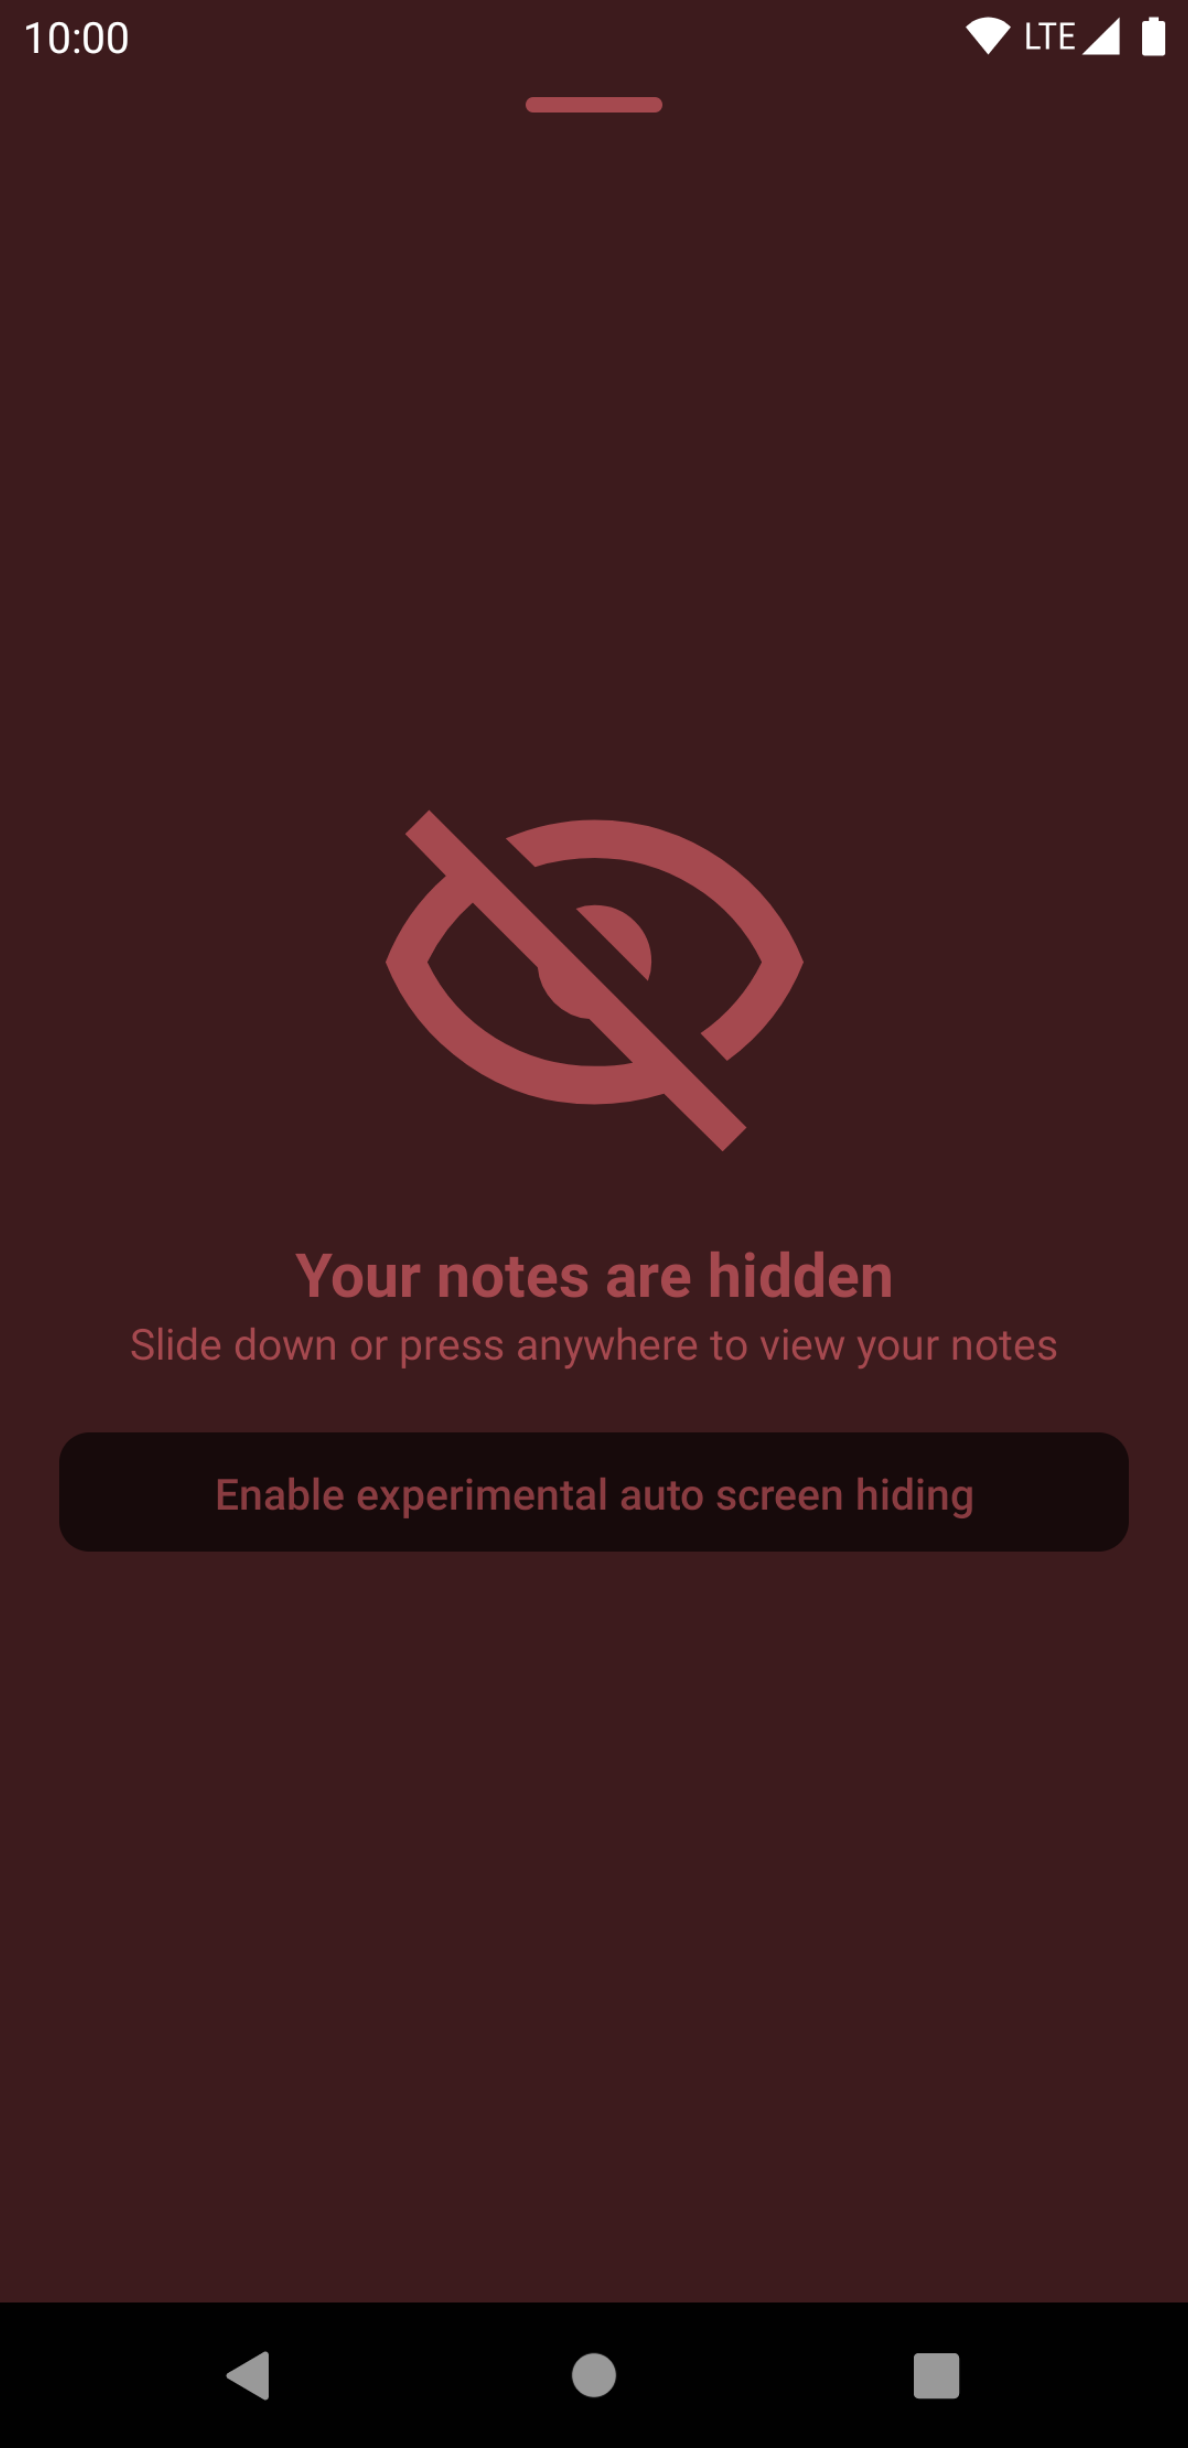 10:00 LTE
Your notes are hidden
Slide down or press anywhere to view your notes
Enable experimental auto screen hiding